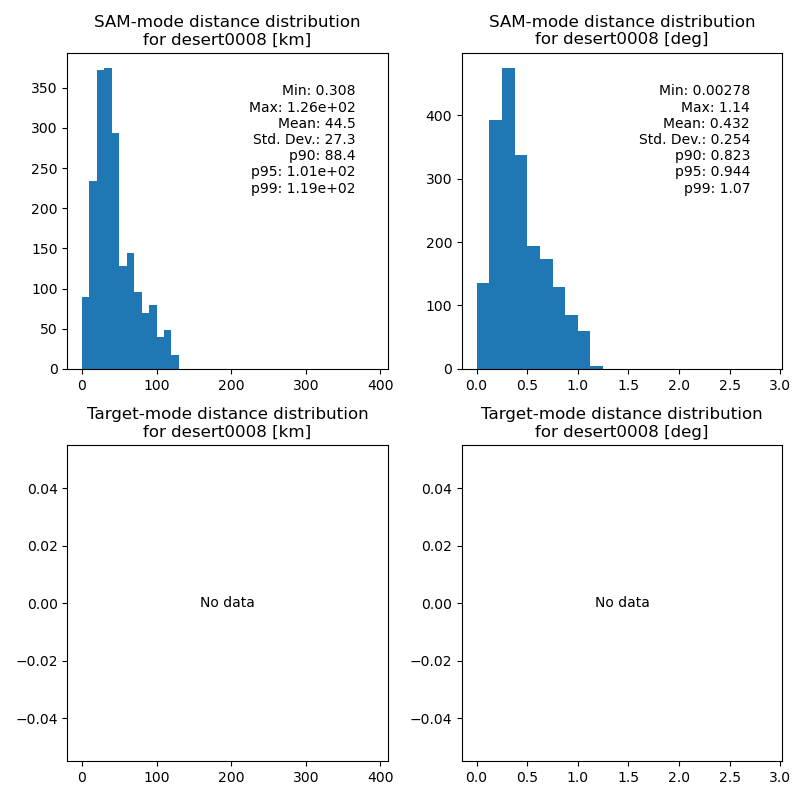 SAM-mode distance distribution
for desert0008 [km]
350
300
250
200
150
100
50
0
0
100
200
300
400
Min: 0.308
Max: 1.26e+02
Mean: 44.5
Std. Dev.: 27.3
p90: 88.4
p95: 1.01e+02
p99: 1.19e+02
SAM-mode distance distribution
for desert0008 [deg]
400
300
200
100
0
0.0
0.5
1.0
1.5
2.0
2.5
3.0
Min: 0.00278
Max: 1.14
Mean: 0.432
Std. Dev.: 0.254
p90: 0.823
p95: 0.944
p99: 1.07
Target-mode distance distribution
for desert0008 [km]
0.04
0.02
0.00
−0.02
−0.04
No data
0
100
200
300
400
Target-mode distance distribution
for desert0008 [deg]
0.04
0.02
0.00
−0.02
−0.04
No data
0.0
0.5
1.0
1.5
2.0
2.5
3.0